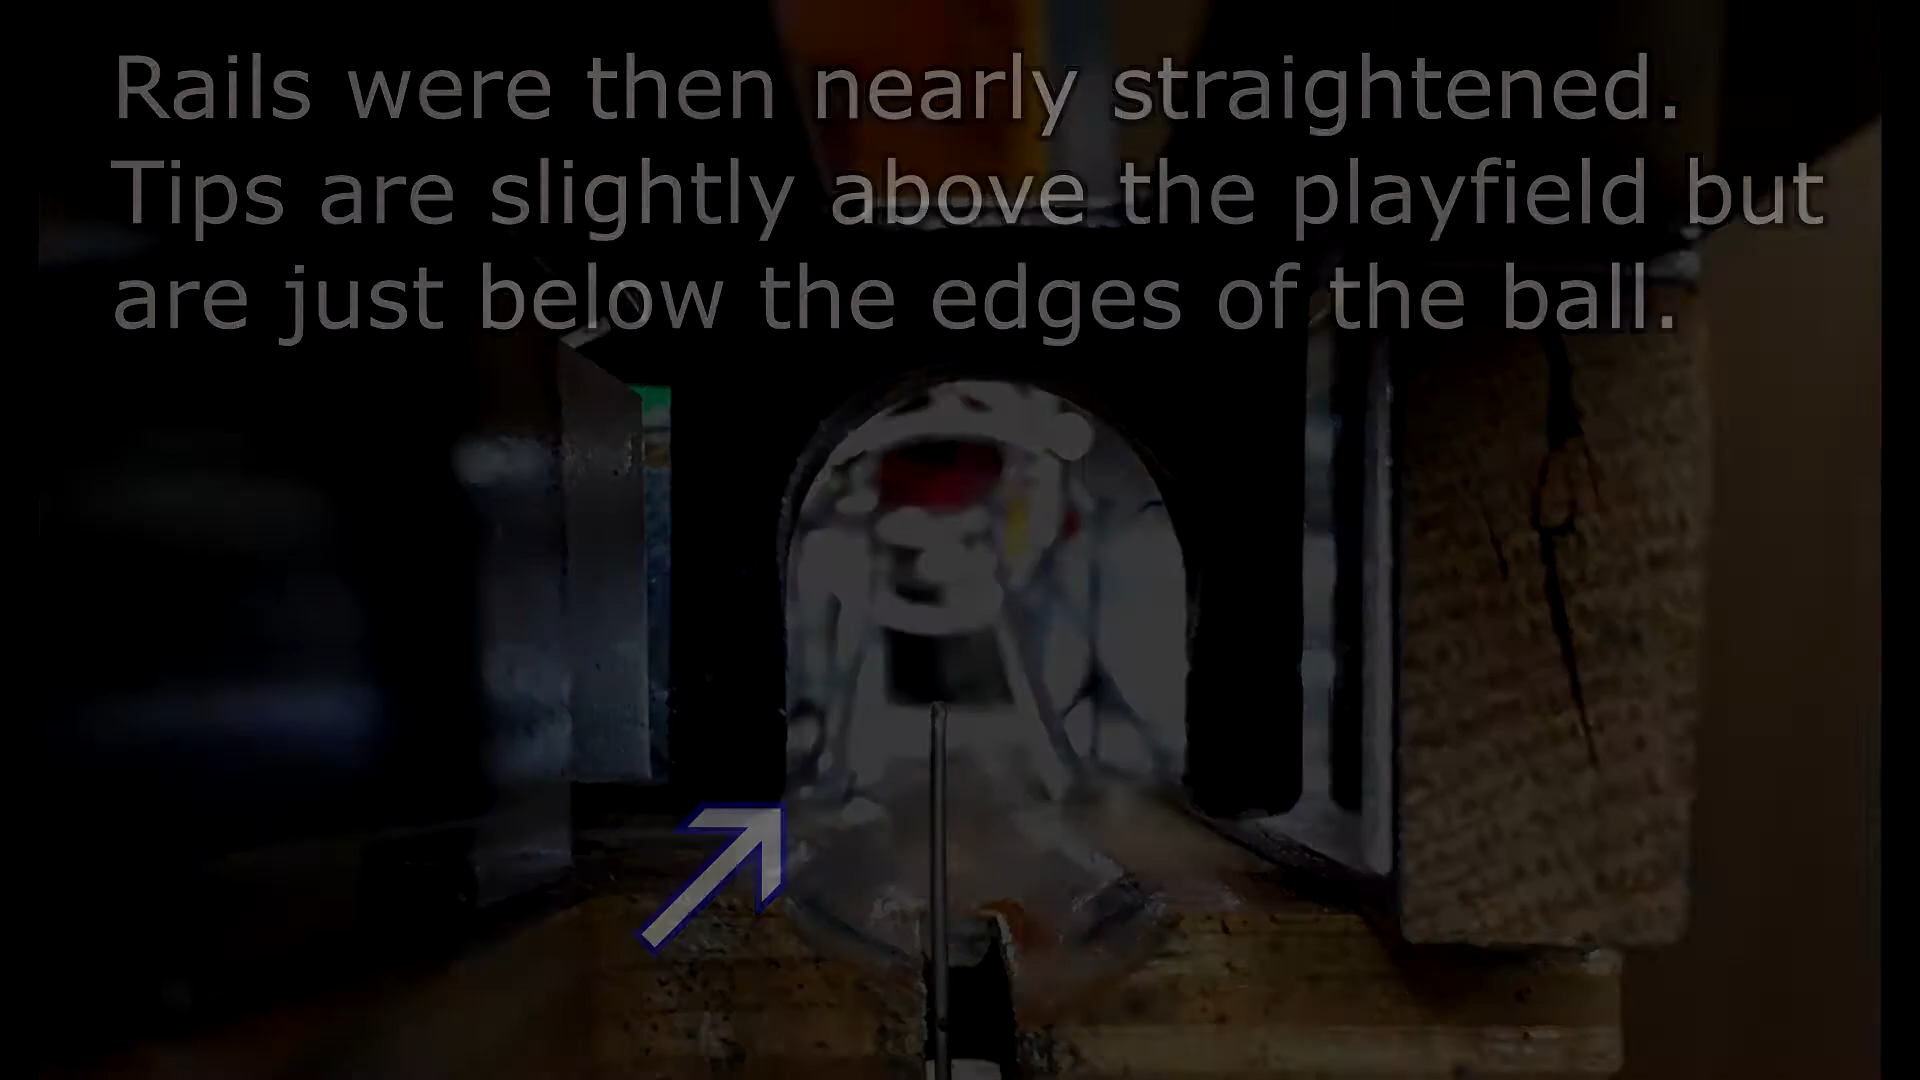 Rails were then nearly straightened.
Tips are slightly above the playfield but
are just below the edges of the ball.